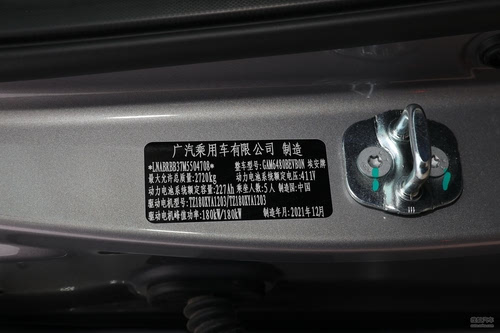 广汽乘用车有限公司 制造
*LNABRBB37M5504708* 整车型号:GAM6480BEVB0N 埃安牌
最大允许总质量:2720kg 动力电池系统额定电压:411V
动力电池系统额定容量:227Ah 乘坐人数:5人 制造国:中国
驱动电机型号:TZ180XYA1203/TZ180XYA1203
驱动电机峰值功率:180kW/180kW 制造年月:2021年12月